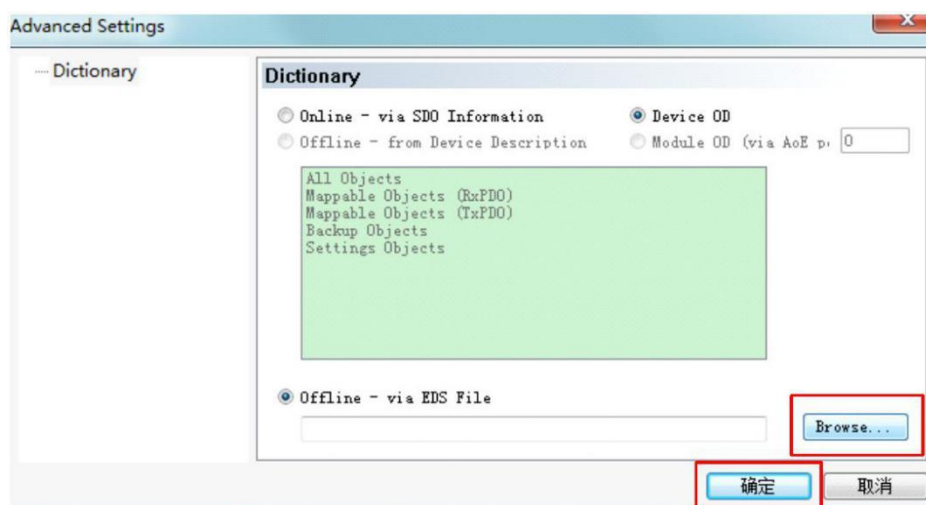 Advanced Settings
Dictionary
Dictionary
Online - via SDO Information
Device OD
Offline - from Device Description
Module OD (via AoE p
0
All Objects
Mappable Objects (RxPDO)
Mappable Objects (TxPDO)
Backup Objects
Settings Objects
Offline - via EDS File
Browse...
确定
取消